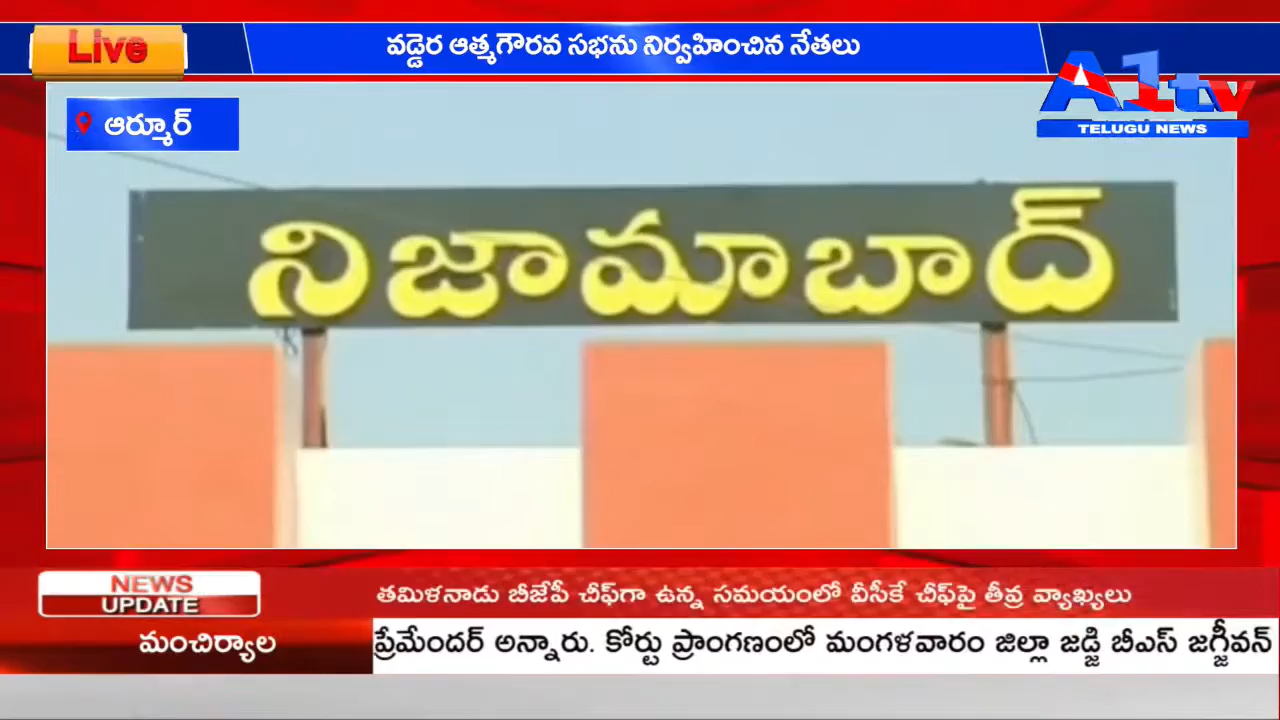 Live
వడ్డెర ఆత్మగౌరవ సభను నిర్వహించిన నేతలు
A1tv
TELUGU NEWS
ఆర్మూర్
నిజామాబాద్
NEWS
UPDATE
తమిళనాడు బీజేపీ చీఫ్‌గా ఉన్న సమయంలో వీసీకే చీఫ్‌పై తీవ్ర వ్యాఖ్యలు
మంచిర్యాల
ప్రేమేందర్ అన్నారు. కోర్టు ప్రాంగణంలో మంగళవారం జిల్లా జడ్జి బీఎస్ జగ్జీవన్